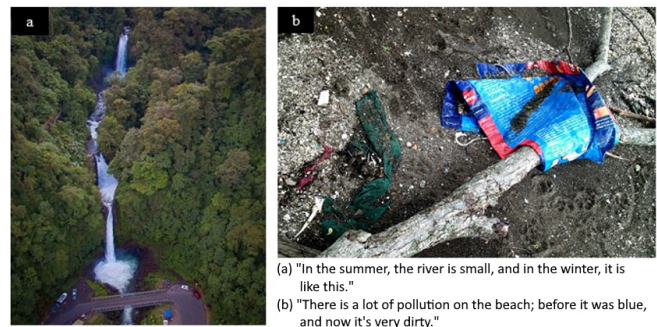 a
b
(a) "In the summer, the river is small, and in the winter, it is
like this."
(b) "There is a lot of pollution on the beach; before it was blue,
and now it's very dirty."